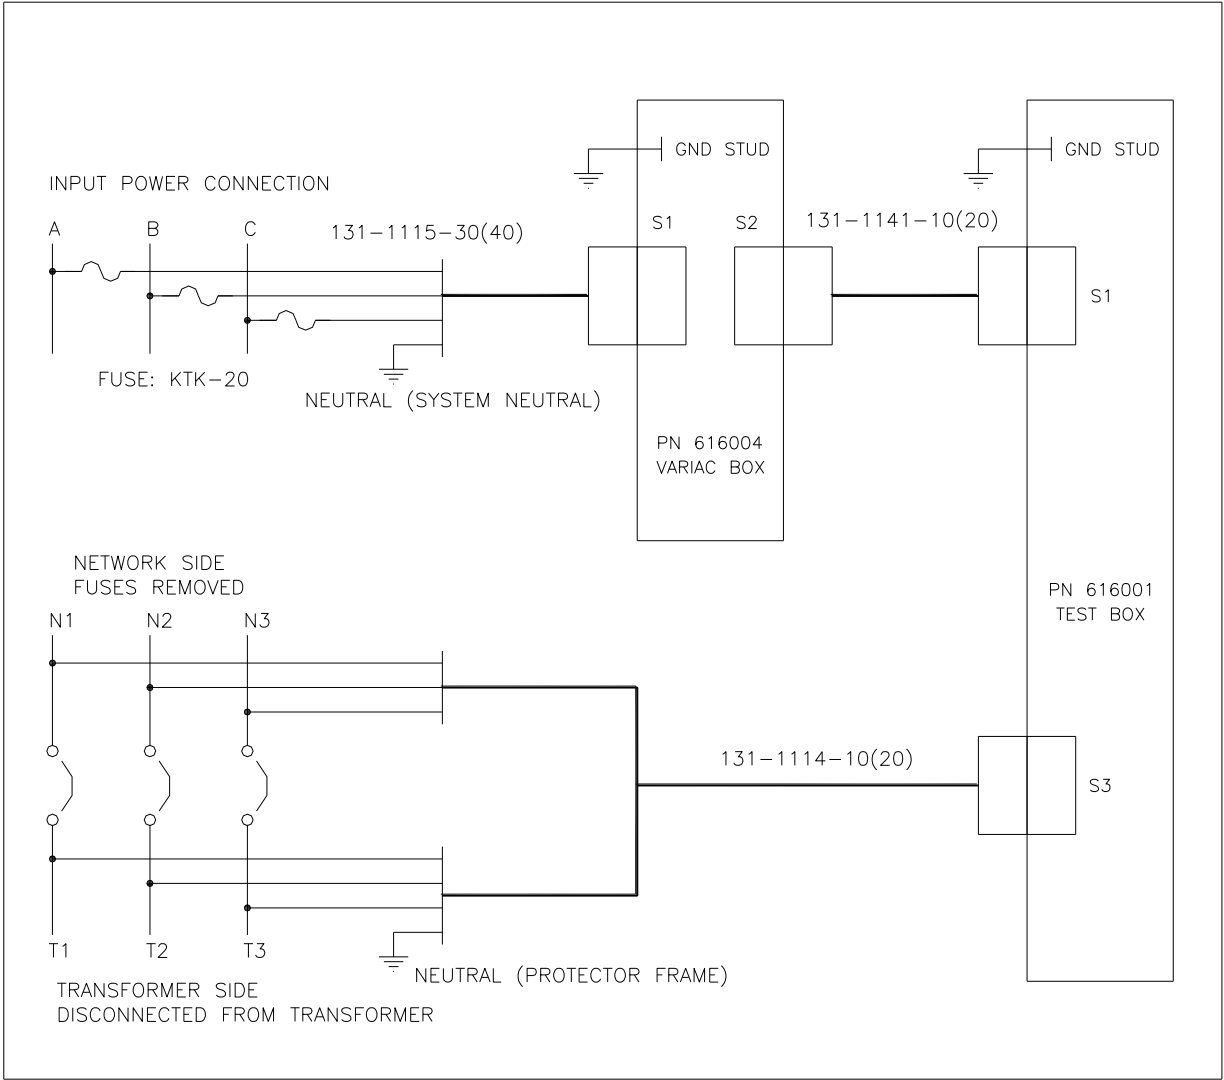 GND STUD
GND STUD
INPUT POWER CONNECTION
A
B
C
131-1115-30(40)
S1
S2
131-1141-10(20)
S1
FUSE: KTK-20
NEUTRAL (SYSTEM NEUTRAL)
PN 616004
VARIAC BOX
NETWORK SIDE
FUSES REMOVED
N1
N2
N3
PN 616001
TEST BOX
131-1114-10(20)
S3
T1
T2
T3
NEUTRAL (PROTECTOR FRAME)
TRANSFORMER SIDE
DISCONNECTED FROM TRANSFORMER